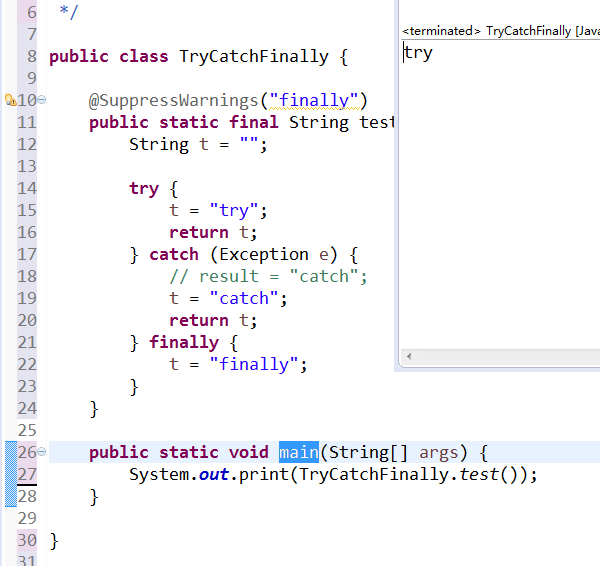 6 */
7
8 public class TryCatchFinally {
9
10 @SuppressWarnings("finally")
11 public static final String test
12 String t = "";
13
14 try {
15 t = "try";
16 return t;
17 } catch (Exception e) {
18 // result = "catch";
19 t = "catch";
20 return t;
21 } finally {
22 t = "finally";
23 }
24 }
25
26 public static void main(String[] args) {
27 System.out.print(TryCatchFinally.test());
28 }
29
30 }
31
<terminated> TryCatchFinally [Java
try